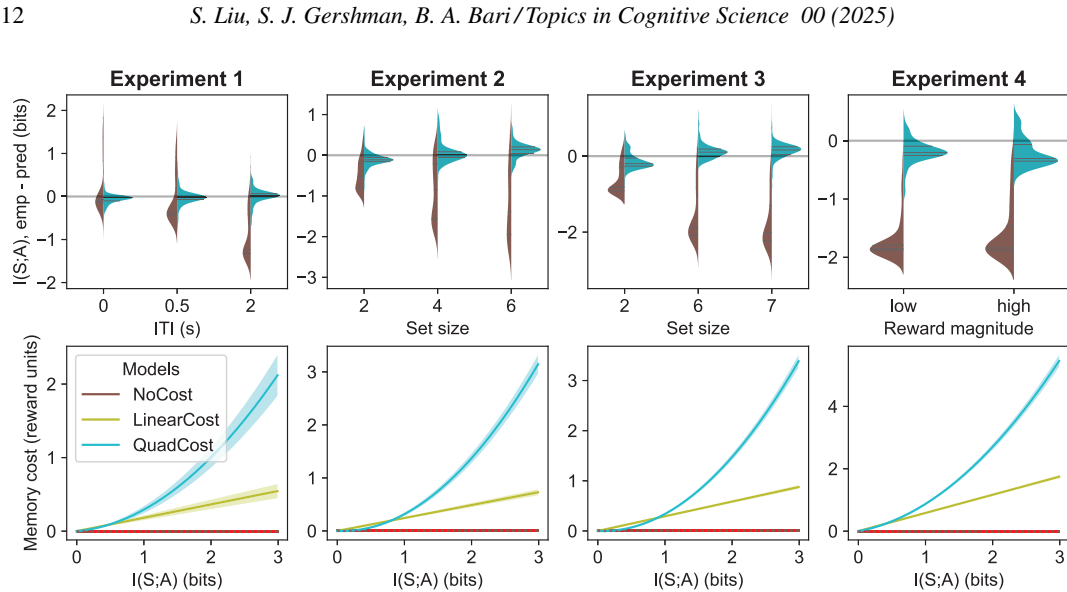 12 S. Liu, S. J. Gershman, B. A. Bari / Topics in Cognitive Science 00 (2025)
Experiment 1 Experiment 2 Experiment 3 Experiment 4
I(S;A), emp - pred (bits)
2
1
0
−1
−2
0 0.5 2
ITI (s)
1
0
−1
−2
−3
2 4 6
Set size
0
−2
2 6 7
Set size
0
−1
−2
low high
Reward magnitude
Memory cost (reward units)
2
1
0
Models
NoCost
LinearCost
QuadCost
0 1 2 3
I(S;A) (bits)
3
2
1
0
0 1 2 3
I(S;A) (bits)
3
2
1
0
0 1 2 3
I(S;A) (bits)
4
2
0
0 1 2 3
I(S;A) (bits)